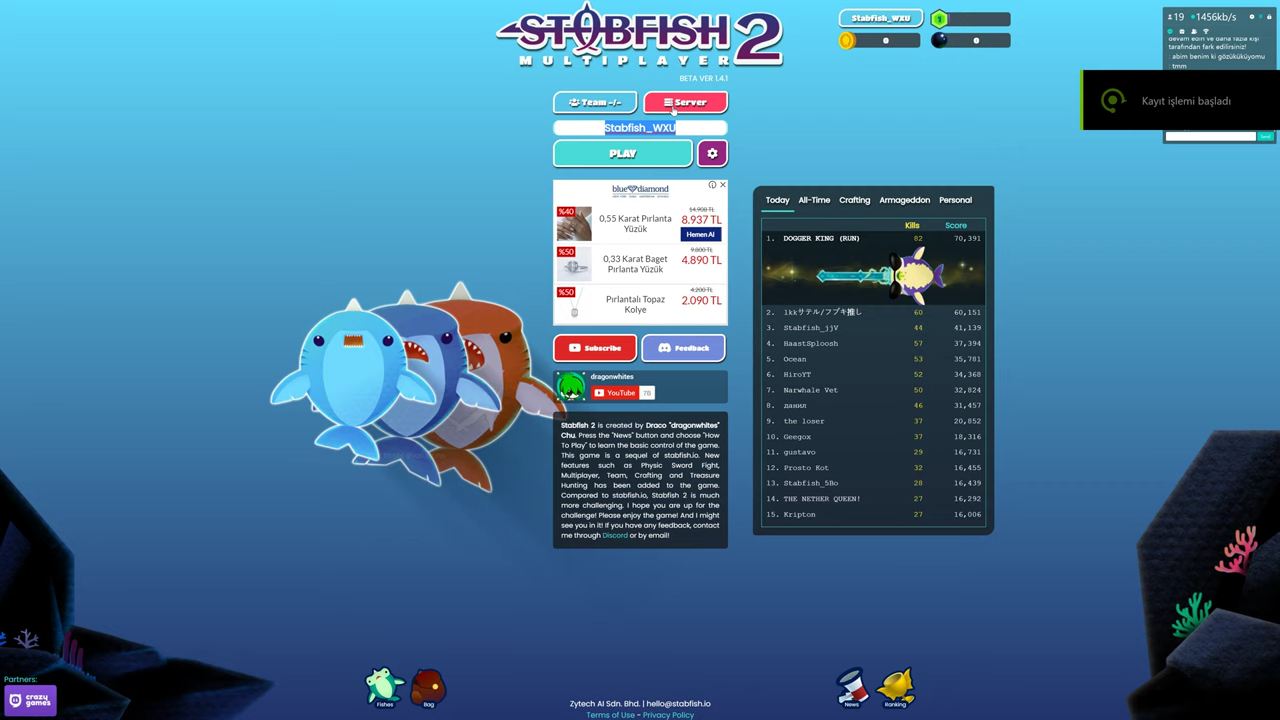 STABFISH 2
MULTIPLAYER
BETA VER 1.4.1
Stabfish_WXU
1
0
0
19 1456kb/s
devam edin ve daha fazla kişi
tarafından fark edilirsiniz!
: abim benim ki gözüküküyomu
: tmm
Kayıt işlemi başladı
Send
Team -/-
Server
Stabfish_WXU
PLAY
blue diamond
%40
0,55 Karat Pırlanta
Yüzük
14.900 TL
8.937 TL
Hemen Al
%50
0,33 Karat Baget
Pırlanta Yüzük
9.800 TL
4.890 TL
%50
Pırlantalı Topaz
Kolye
4.200 TL
2.090 TL
Subscribe
Feedback
dragonwhites
YouTube
78
Stabfish 2 is created by Draco "dragonwhites"
Chu. Press the "News" button and choose "How
To Play" to learn the basic control of the game.
This game is a sequel of stabfish.io. New
features such as Physic Sword Fight,
Multiplayer, Team, Crafting and Treasure
Hunting has been added to the game.
Compared to stabfish.io, Stabfish 2 is much
more challenging. I hope you are up for the
challenge! Please enjoy the game! And I might
see you in it! If you have any feedback, contact
me through Discord or by email!
Today All-Time Crafting Armageddon Personal
Kills Score
1. DOGGER KING (RUN) 82 70,391
2. lkkサテル/フブキ推し 60 60,151
3. Stabfish_jjV 44 41,139
4. HaastSploosh 57 37,394
5. Ocean 53 35,781
6. HiroYT 52 34,368
7. Narwhale Vet 50 32,824
8. данил 46 31,457
9. the loser 37 20,852
10. Geegox 37 18,316
11. gustavo 29 16,731
12. Prosto Kot 32 16,455
13. Stabfish_5Bo 28 16,439
14. THE NETHER QUEEN! 27 16,292
15. Kripton 27 16,006
Partners:
crazy
games
Fishes
Bag
News
Ranking
Zytech AI Sdn. Bhd. | hello@stabfish.io
Terms of Use - Privacy Policy